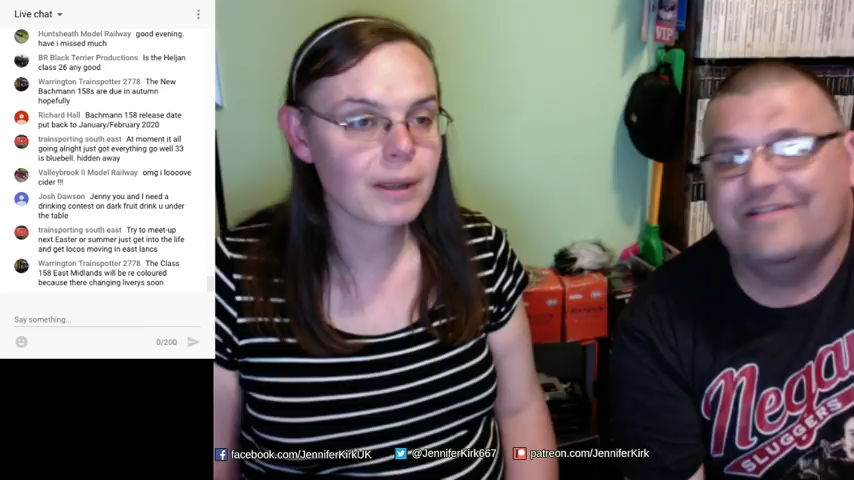 Live chat
Huntsheath Model Railway good evening.
have i missed much
BR Black Terrier Productions Is the Heljan
class 26 any good
Warrington Trainspotter 2778 The New
Bachmann 158s are due in autumn
hopefully
Richard Hall Bachmann 158 release date
put back to January/February 2020
trainsporting south east At moment it all
going alright just got everything go well 33
is bluebell. hidden away
Valleybrook II Model Railway omg i loooove
cider !!!
Josh Dawson Jenny you and I need a
drinking contest on dark fruit drink u under
the table
trainsporting south east Try to meet-up
next Easter or summer just get into the life
and get locos moving in east lancs
Warrington Trainspotter 2778 The Class
158 East Midlands will be re coloured
because there changing liverys soon
Say something...
0/200
VIP
Negan
SLUGGERS
facebook.com/JenniferKirkUK
@JenniferKirk667
patreon.com/JenniferKirk